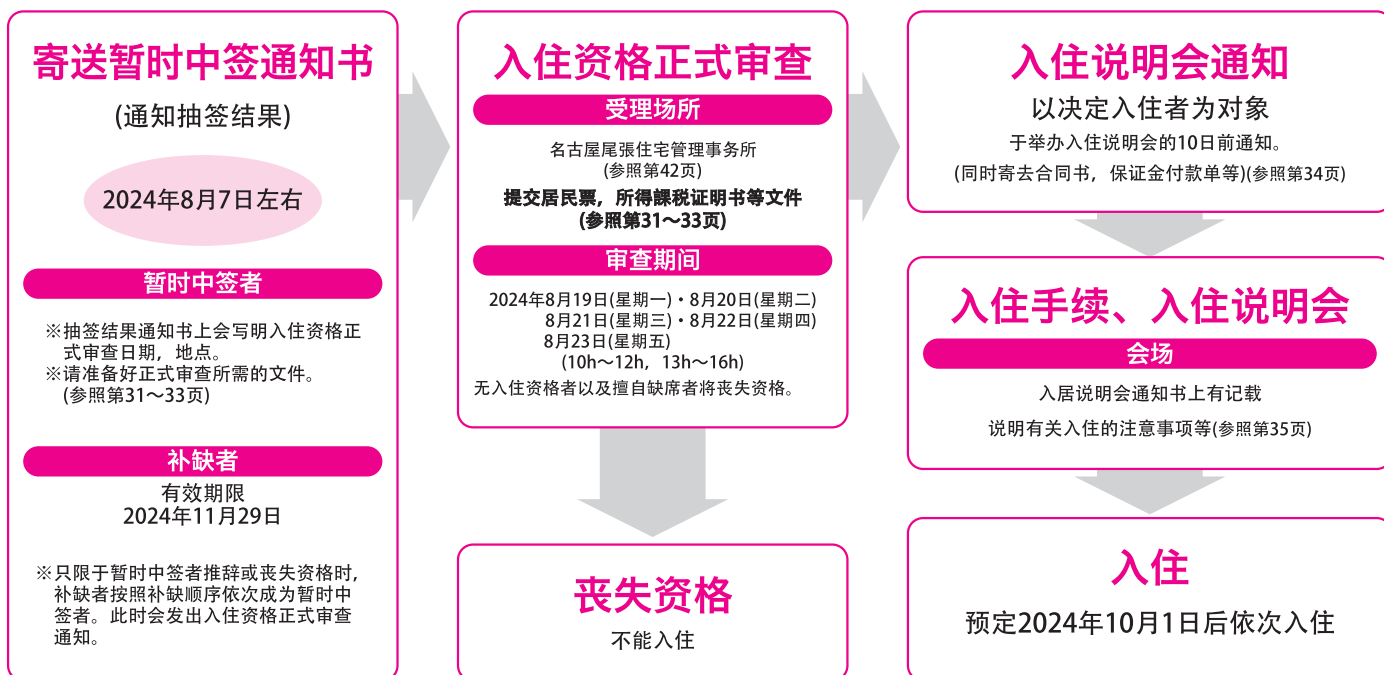 寄送暂时中签通知书
(通知抽签结果)
2024年8月7日左右
暂时中签者
※抽签结果通知书上会写明入住资格正
式审查日期，地点。
※请准备好正式审查所需的文件。
(参照第31～33页)
补缺者
有效期限
2024年11月29日
※只限于暂时中签者推辞或丧失资格时，
补缺者按照补缺顺序依次成为暂时中
签者。此时会发出入住资格正式审查
通知。
入住资格正式审查
受理场所
名古屋尾張住宅管理事务所
(参照第42页)
提交居民票，所得課税证明书等文件
(参照第31～33页)
审查期间
2024年8月19日(星期一)・8月20日(星期二)
8月21日(星期三)・8月22日(星期四)
8月23日(星期五)
(10h～12h，13h～16h)
无入住资格者以及擅自缺席者将丧失资格。
丧失资格
不能入住
入住说明会通知
以决定入住者为对象
于举办入住说明会的10日前通知。
(同时寄去合同书，保证金付款单等)(参照第34页)
入住手续、入住说明会
会场
入居说明会通知书上有记载
说明有关入住的注意事项等(参照第35页)
入住
预定2024年10月1日后依次入住